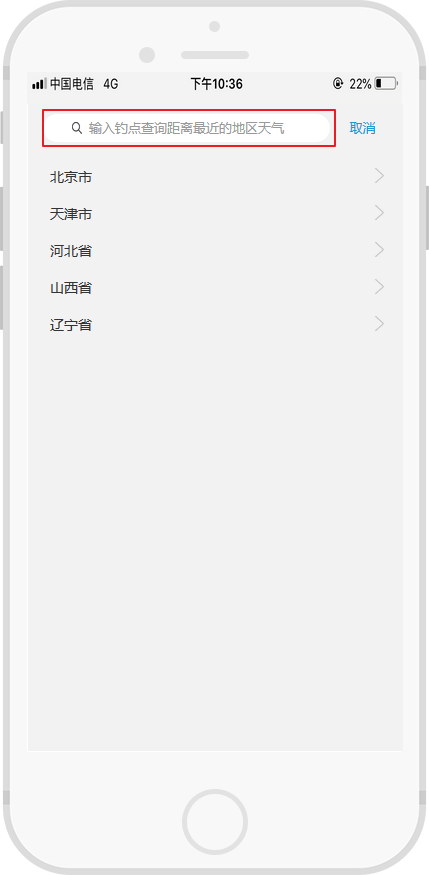 中国电信 4G 下午10:36 22%
输入钓点查询距离最近的地区天气 取消
北京市
天津市
河北省
山西省
辽宁省